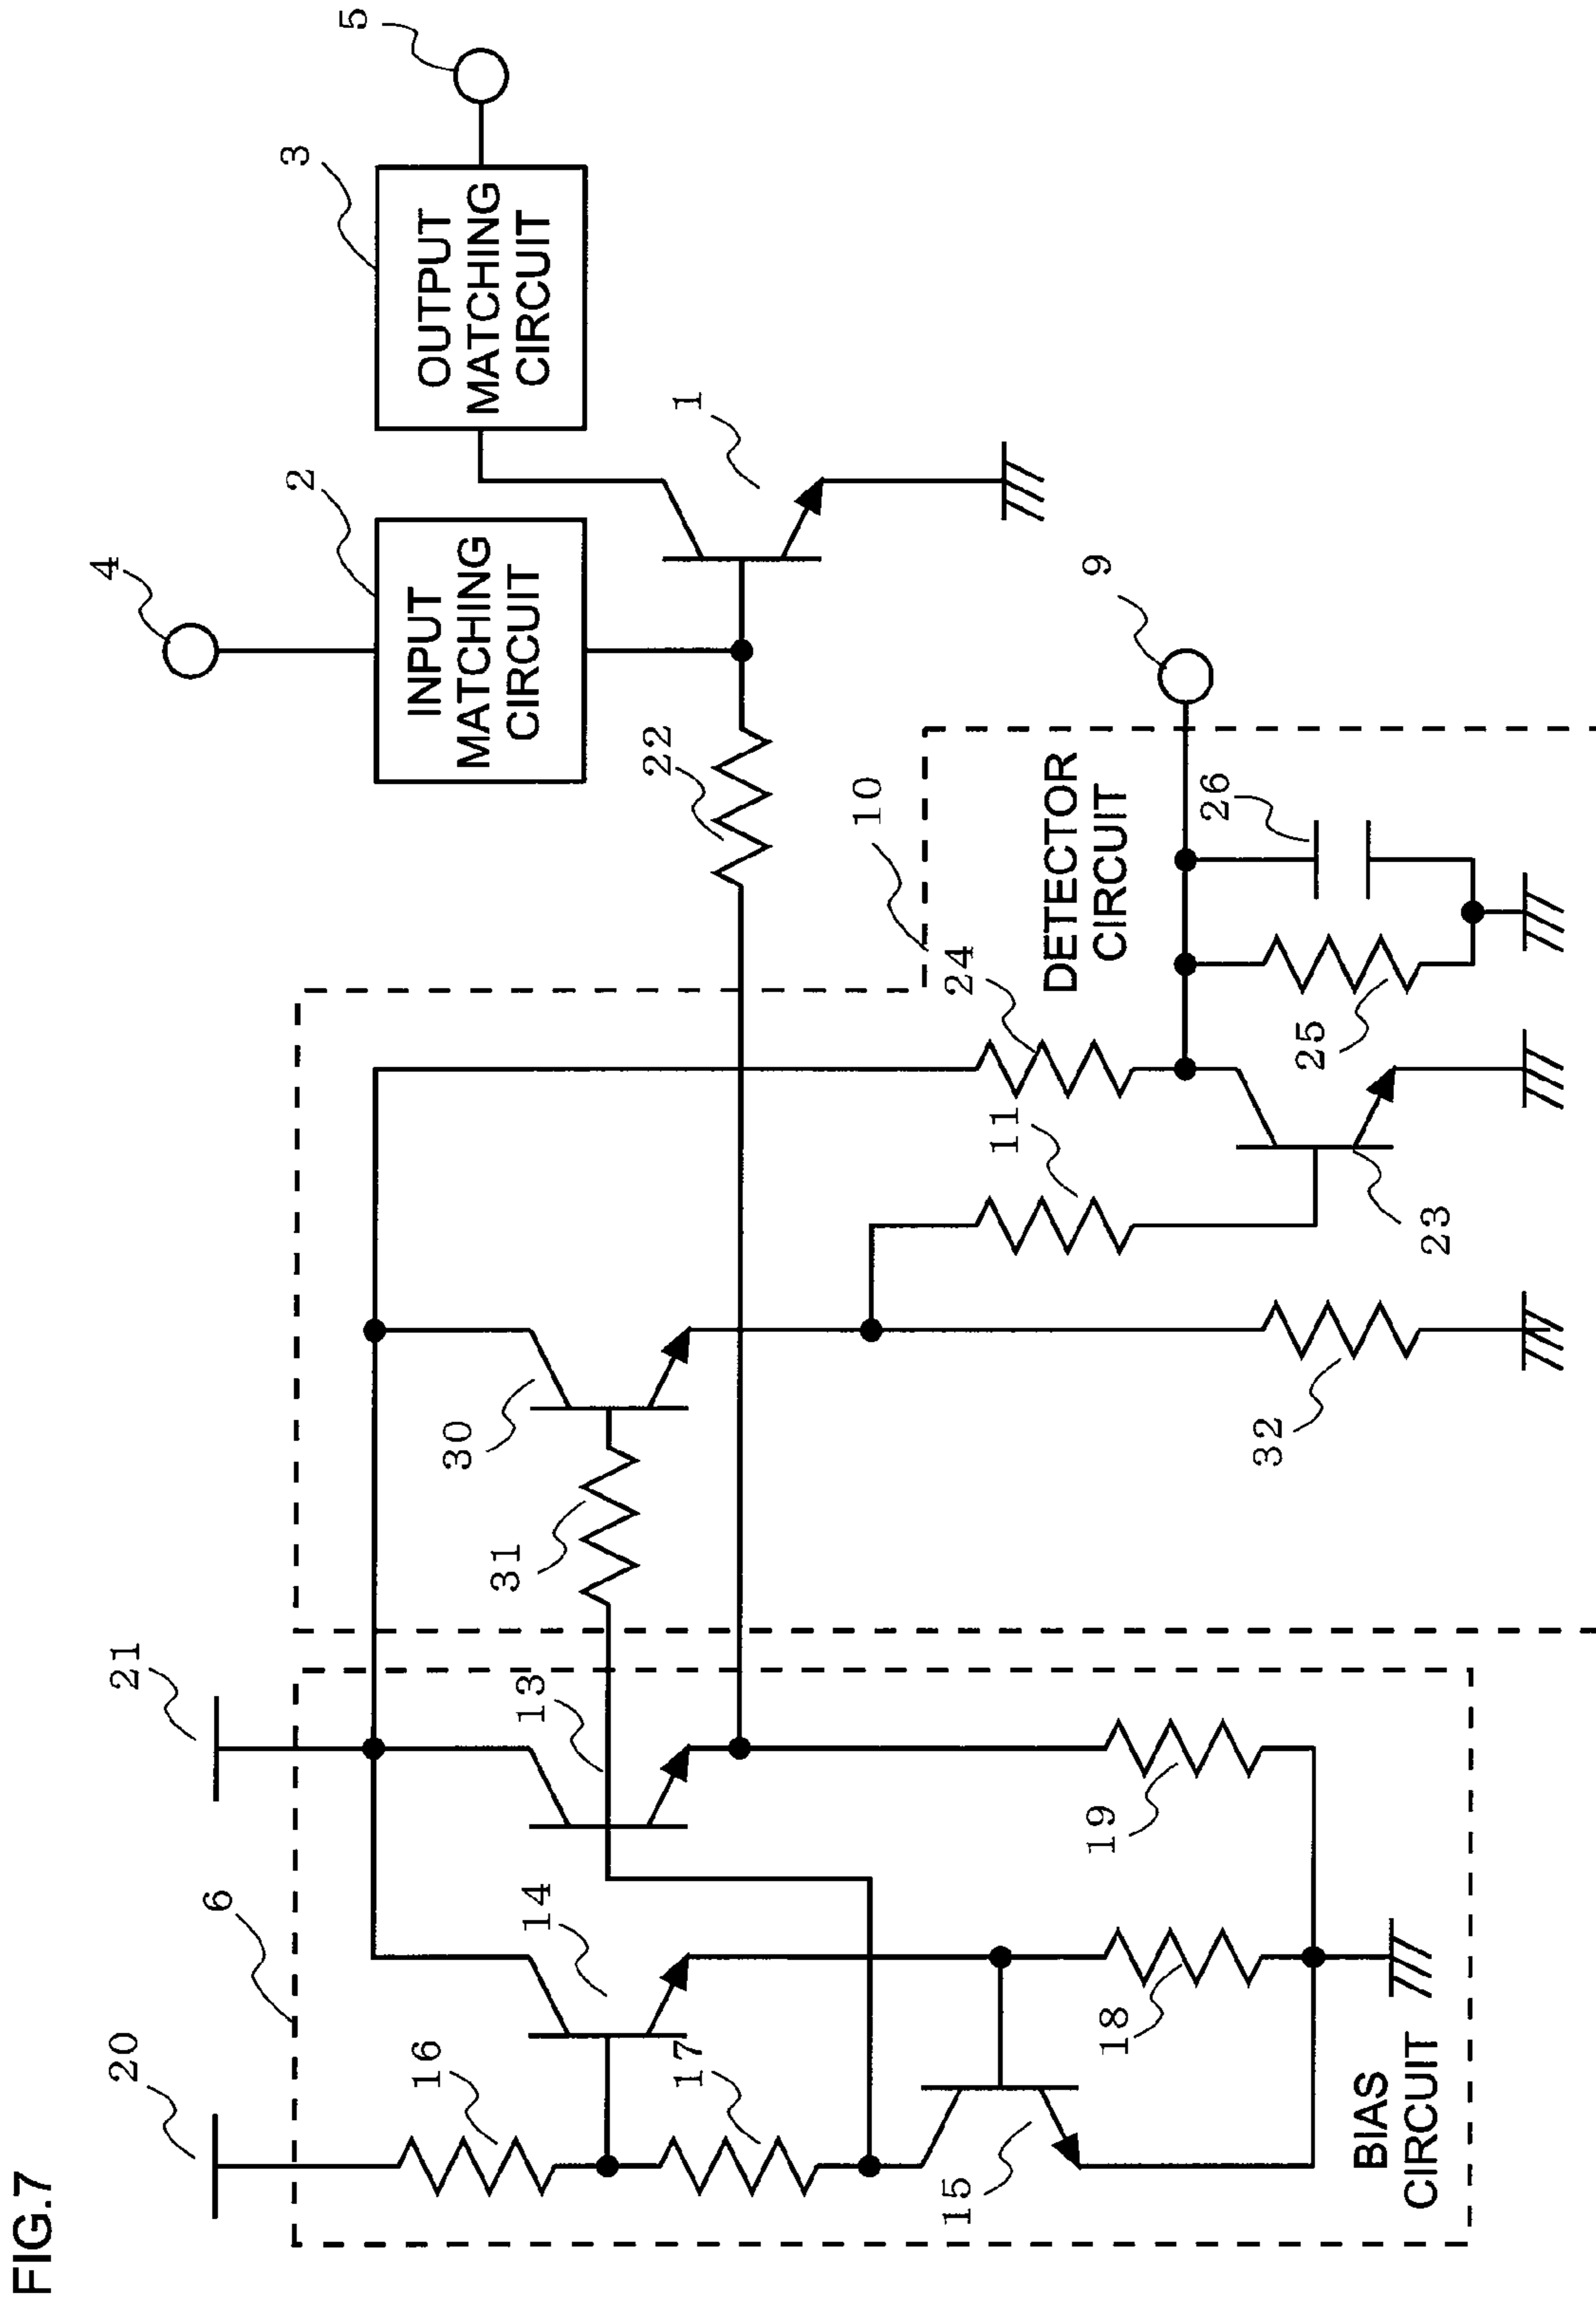 FIG.7
5
3
OUTPUT
MATCHING
CIRCUIT
1
4
2
INPUT
MATCHING
CIRCUIT
22
9
10
DETECTOR
CIRCUIT
26
24
25
11
23
30
31
32
21
13
19
6
14
18
20
16
17
15
BIAS
CIRCUIT